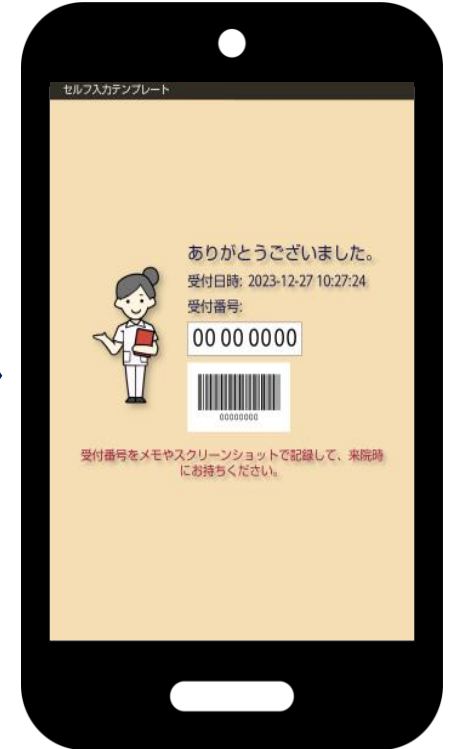 セルフ入力テンプレート
ありがとうございました。
受付日時: 2023-12-27 10:27:24
受付番号:
00 00 0000
00000000
受付番号をメモやスクリーンショットで記録して、来院時
にお持ちください。